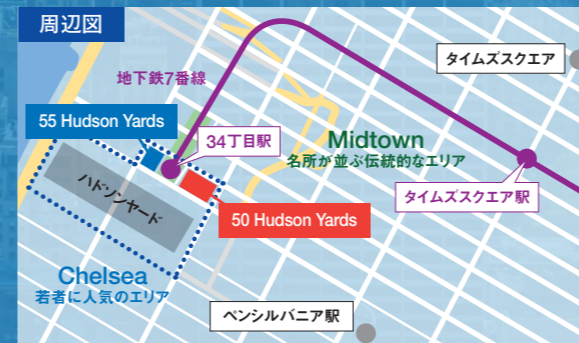 周辺図
タイムズスクエア
地下鉄7番線
55 Hudson Yards
34丁目駅
Midtown
名所が並ぶ伝統的なエリア
タイムズスクエア駅
ハドソンヤード
50 Hudson Yards
Chelsea
若者に人気のエリア
ペンシルバニア駅